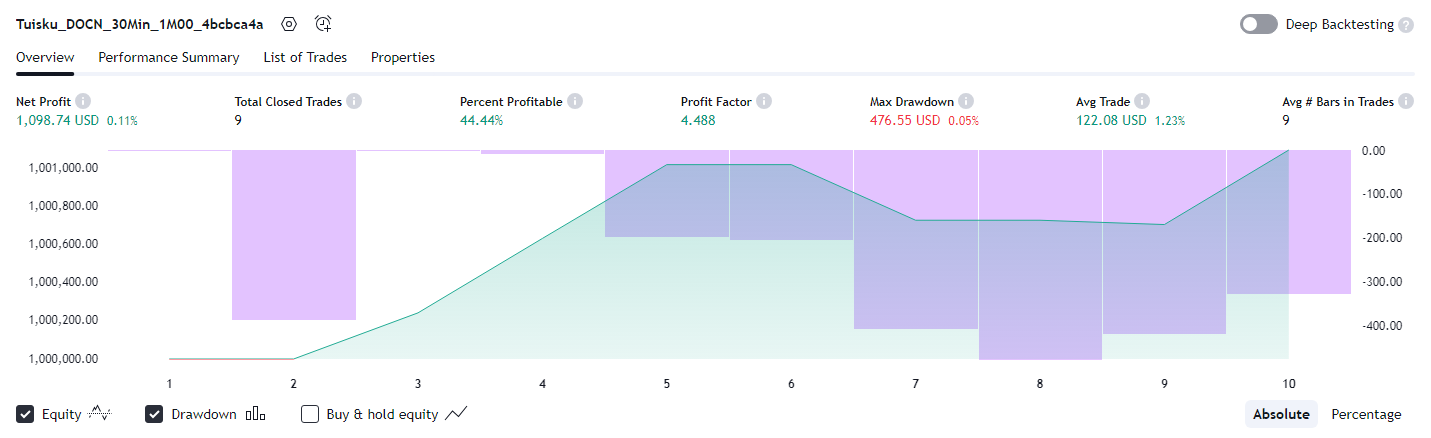 Tuisku_DOCN_30Min_1M00_4bcbca4a Deep Backtesting ?
Overview Performance Summary List of Trades Properties
Net Profit Total Closed Trades Percent Profitable Profit Factor Max Drawdown Avg Trade Avg # Bars in Trades
1,098.74 USD 0.11% 9 44.44% 4.488 476.55 USD 0.05% 122.08 USD 1.23% 9
1,001,000.00 0.00
1,000,800.00 -100.00
1,000,600.00 -200.00
1,000,400.00 -300.00
1,000,200.00 -400.00
1,000,000.00
1 2 3 4 5 6 7 8 9 10
Equity Drawdown Buy & hold equity Absolute Percentage